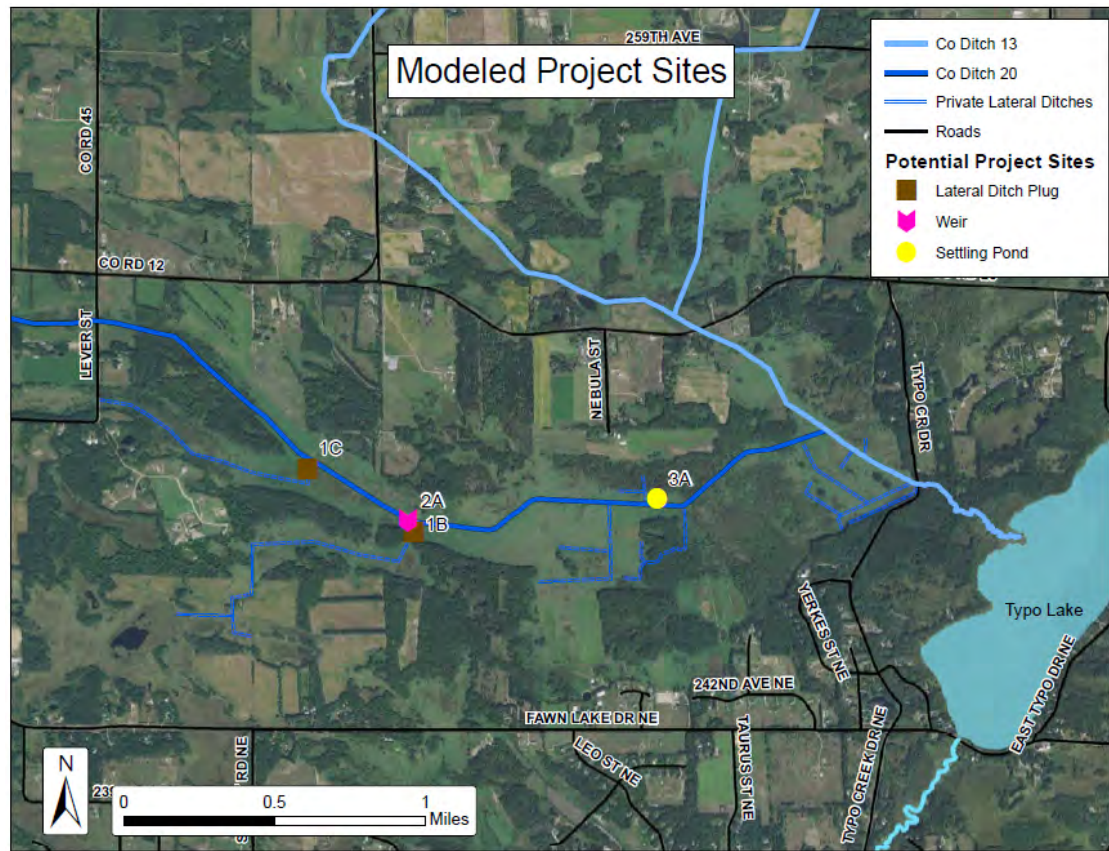 259TH AVE
Modeled Project Sites
Co Ditch 13
Co Ditch 20
Private Lateral Ditches
Roads
Potential Project Sites
Lateral Ditch Plug
Weir
Settling Pond
CO RD 45
CO RD 12
LEVER ST
NEBULA ST
TYPO CR DR
1C
2A
1B
3A
YERKES ST NE
Typo Lake
242ND AVE NE
FAWN LAKE DR NE
EAST TYPO DR NE
LEO ST NE
TAURUS ST NE
TYPO CREEK DR NE
N
0 0.5 1
Miles